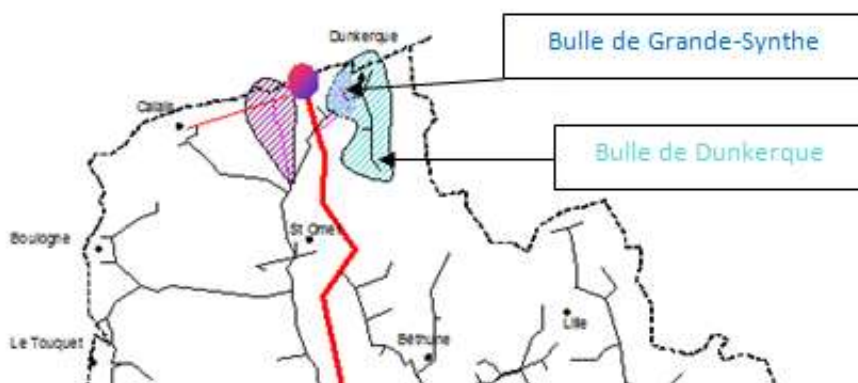 Dunkerque
Bulle de Grande-Synthe
Calais
Bulle de Dunkerque
Boulogne
St Omer
Le Touquet
Béthune
Lille